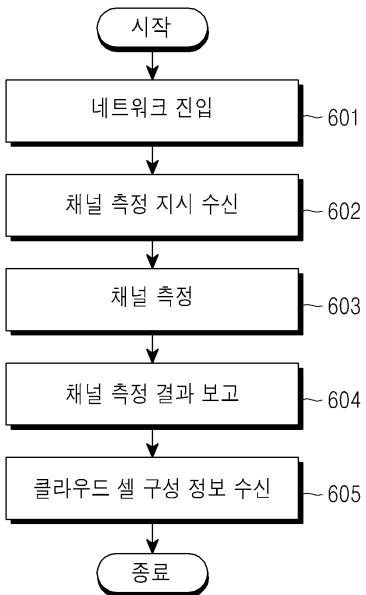 시작
네트워크 진입
601
채널 측정 지시 수신
602
채널 측정
603
채널 측정 결과 보고
604
클라우드 셀 구성 정보 수신
605
종료